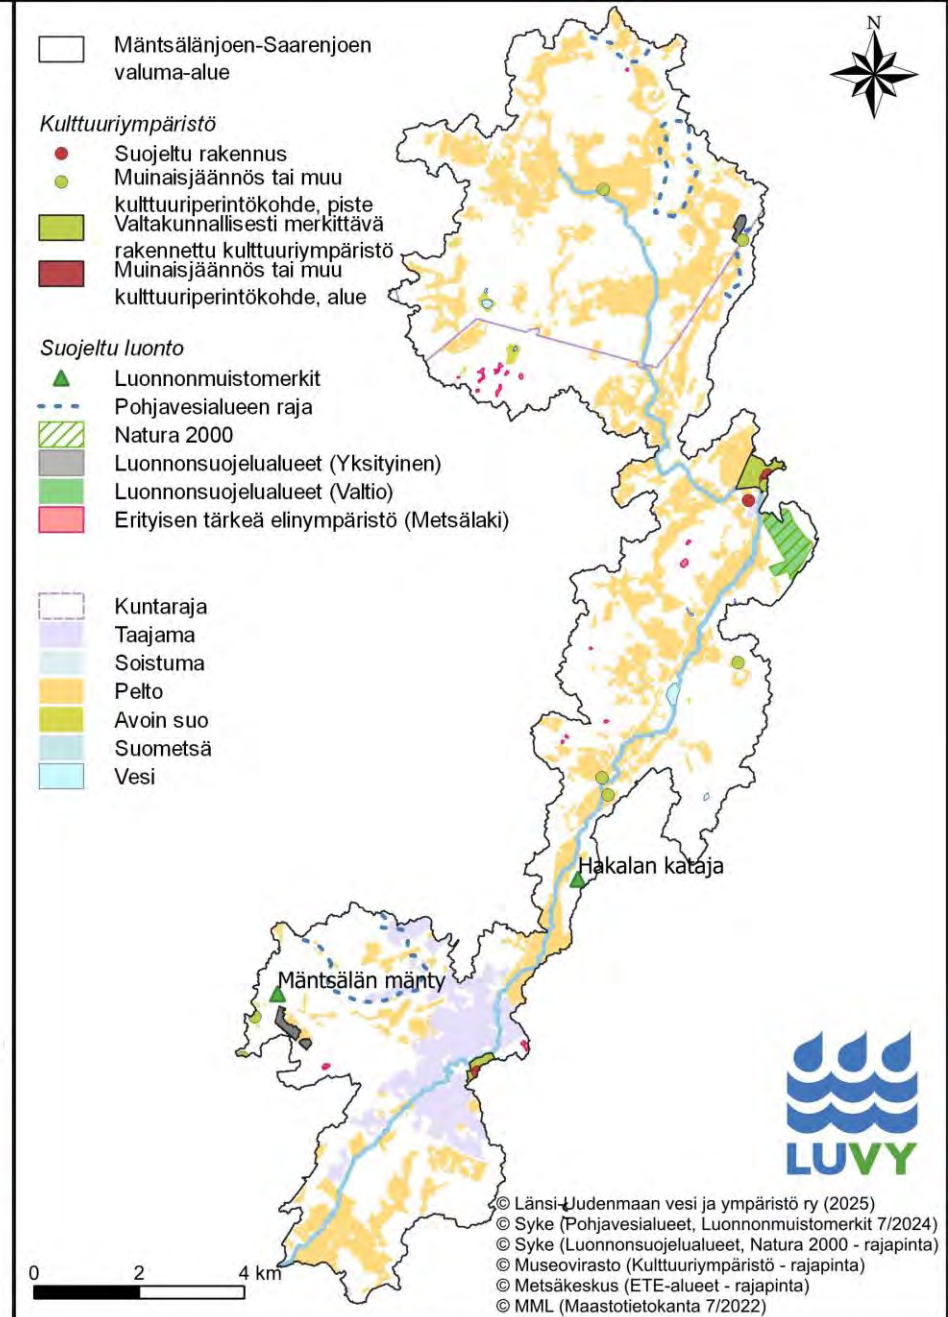 Mäntsälänjoen-Saarenjoen
valuma-alue
Kulttuuriympäristö
Suojeltu rakennus
Muinaisjäännös tai muu
kulttuuriperintökohde, piste
Valtakunnallisesti merkittävä
rakennettu kulttuuriympäristö
Muinaisjäännös tai muu
kulttuuriperintökohde, alue
Suojeltu luonto
Luonnonmuistomerkit
Pohjavesialueen raja
Natura 2000
Luonnonsuojelualueet (Yksityinen)
Luonnonsuojelualueet (Valtio)
Erityisen tärkeä elinympäristö (Metsälaki)
Kuntaraja
Taajama
Soistuma
Pelto
Avoin suo
Suometsä
Vesi
N
Hakalan kataja
Mäntsälän mänty
0 2 4 km
LUVY
© Länsi-Uudenmaan vesi ja ympäristö ry (2025)
© Syke (Pohjavesialueet, Luonnonmuistomerkit 7/2024)
© Syke (Luonnonsuojelualueet, Natura 2000 - rajapinta)
© Museovirasto (Kulttuuriympäristö - rajapinta)
© Metsäkeskus (ETE-alueet - rajapinta)
© MML (Maastotietokanta 7/2022)